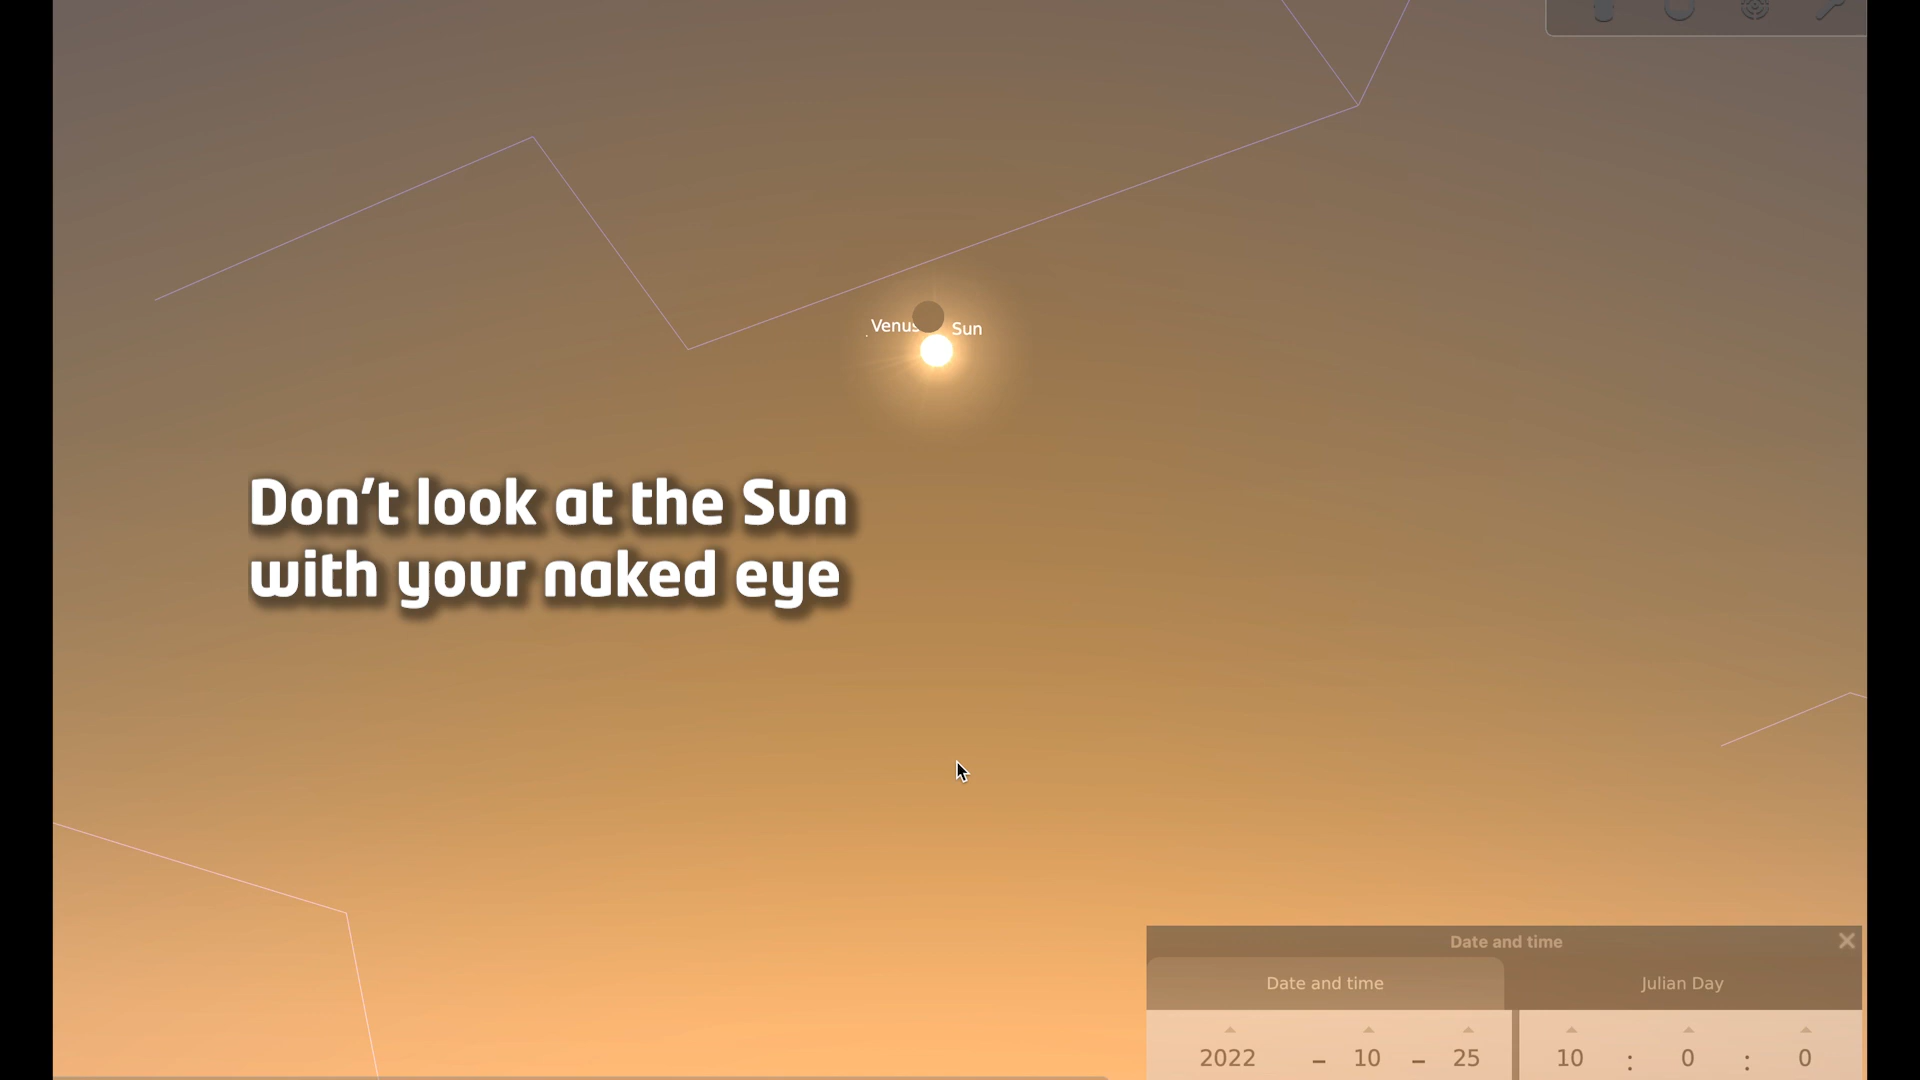 Venus
Sun
Don't look at the Sun
with your naked eye
Date and time
Date and time
Julian Day
2022 – 10 – 25
10 : 0 : 0